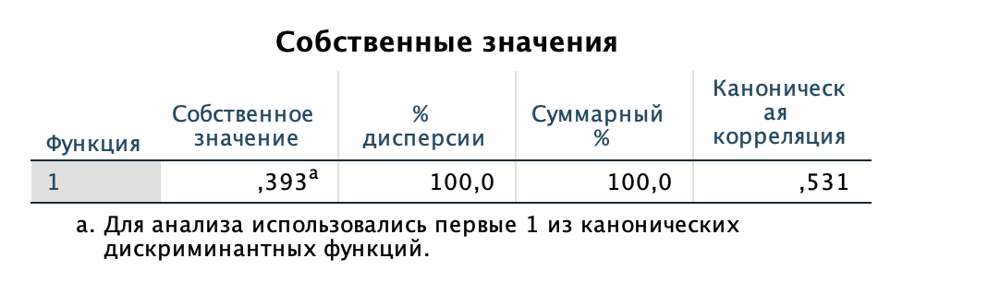 Собственные значения
Функция Собственное значение % дисперсии Суммарный % Каноническ ая корреляция
1 ,393a 100,0 100,0 ,531
a. Для анализа использовались первые 1 из канонических
дискриминантных функций.